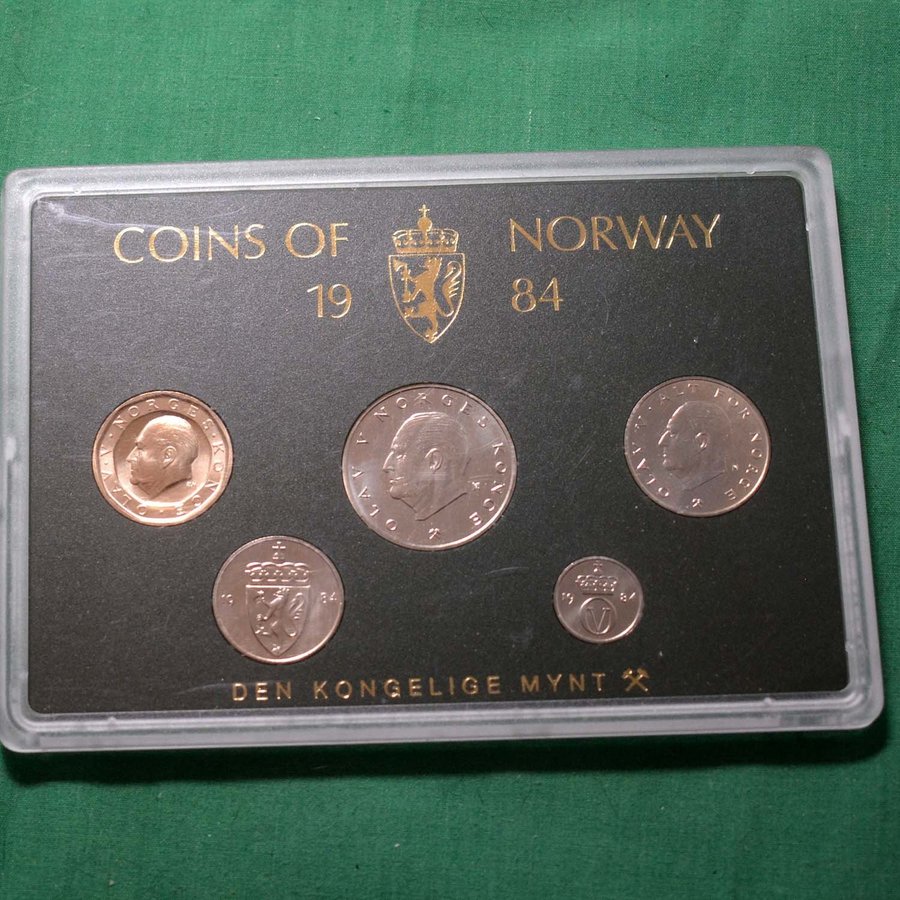 COINS OF NORWAY
19 84
OLAV·V·NORGES·KONGE
OLAV V NORGES KONGE
OLAV V · ALT FOR NORGE
19 84
19 84
V
DEN KONGELIGE MYNT